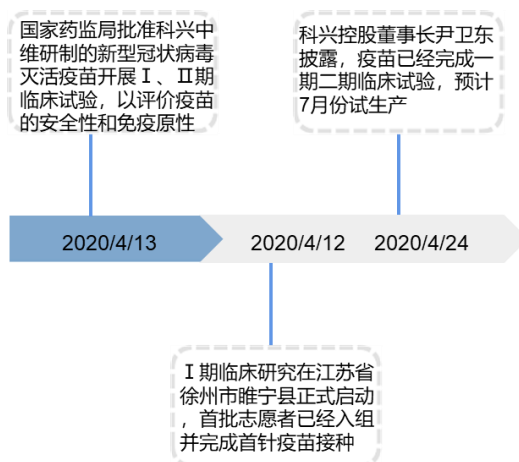 国家药监局批准科兴中
维研制的新型冠状病毒
灭活疫苗开展Ⅰ、Ⅱ期
临床试验，以评价疫苗
的安全性和免疫原性
科兴控股董事长尹卫东
披露，疫苗已经完成一
期二期临床试验，预计
7月份试生产
2020/4/13
2020/4/12
2020/4/24
Ⅰ期临床研究在江苏省
徐州市睢宁县正式启动
，首批志愿者已经入组
并完成首针疫苗接种